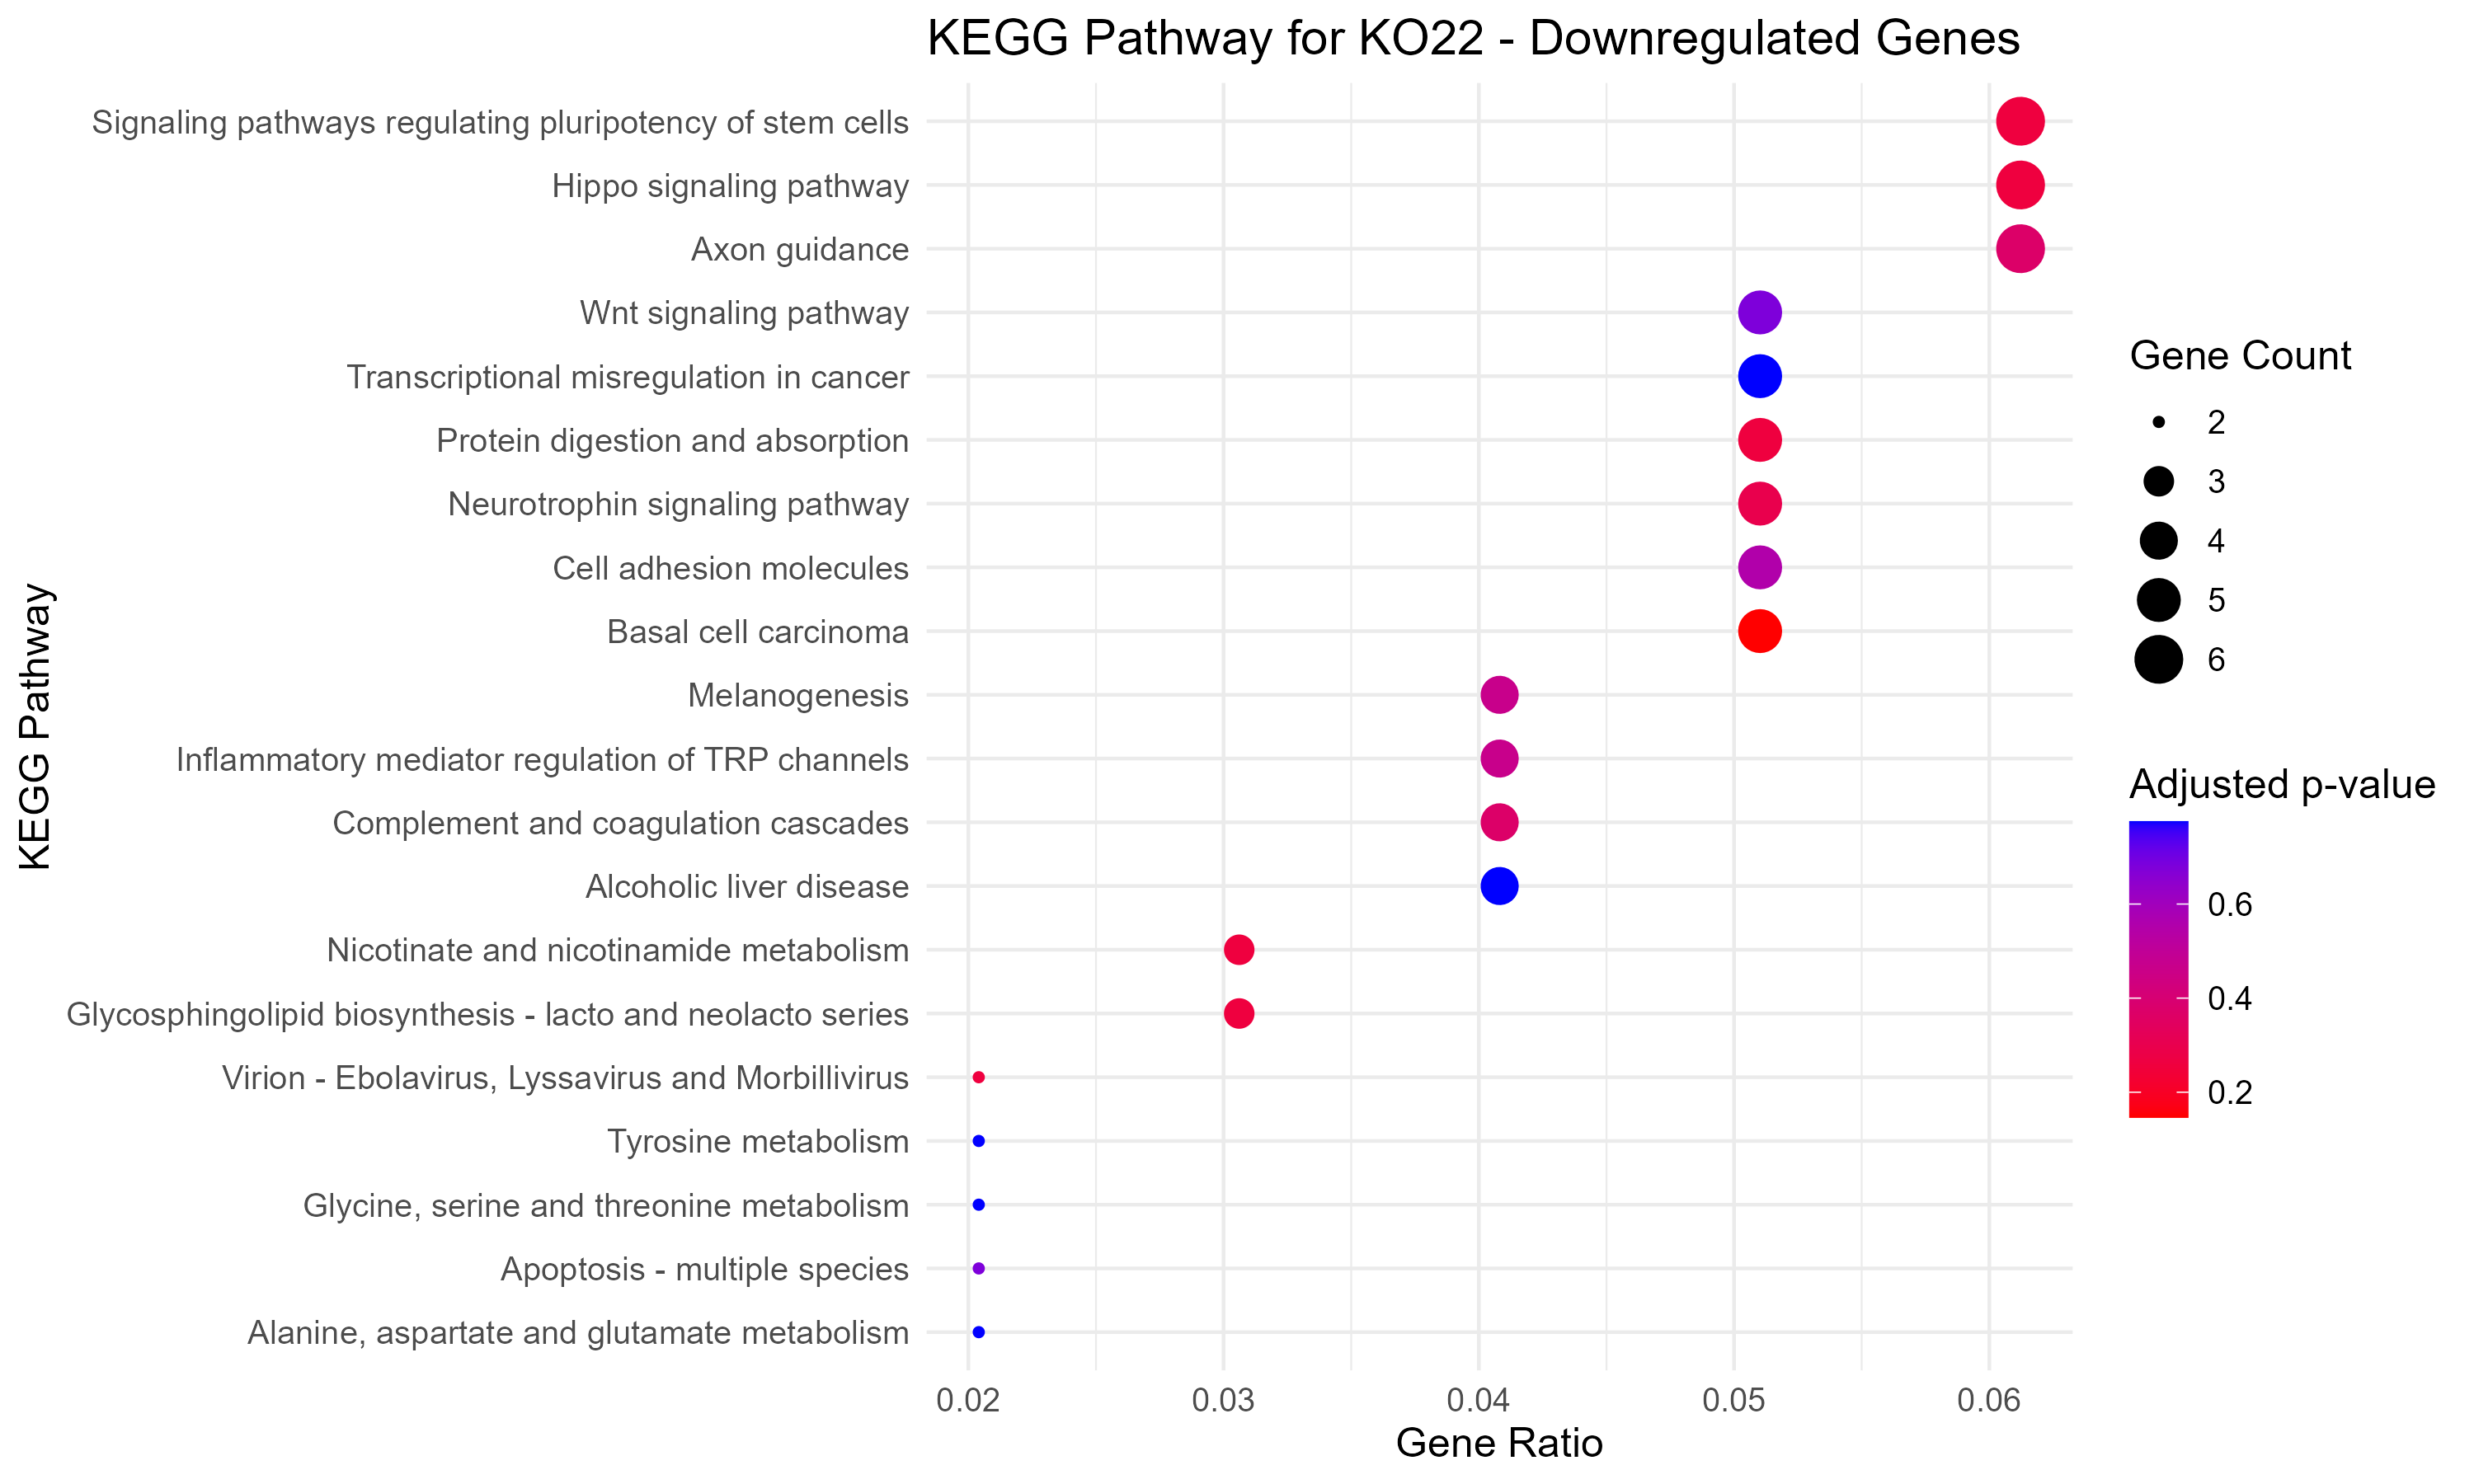 KEGG Pathway for KO22 - Downregulated Genes
KEGG Pathway
Signaling pathways regulating pluripotency of stem cells
Hippo signaling pathway
Axon guidance
Wnt signaling pathway
Transcriptional misregulation in cancer
Protein digestion and absorption
Neurotrophin signaling pathway
Cell adhesion molecules
Basal cell carcinoma
Melanogenesis
Inflammatory mediator regulation of TRP channels
Complement and coagulation cascades
Alcoholic liver disease
Nicotinate and nicotinamide metabolism
Glycosphingolipid biosynthesis - lacto and neolacto series
Virion - Ebolavirus, Lyssavirus and Morbillivirus
Tyrosine metabolism
Glycine, serine and threonine metabolism
Apoptosis - multiple species
Alanine, aspartate and glutamate metabolism
0.02 0.03 0.04 0.05 0.06
Gene Ratio
Gene Count
2
3
4
5
6
Adjusted p-value
0.6
0.4
0.2